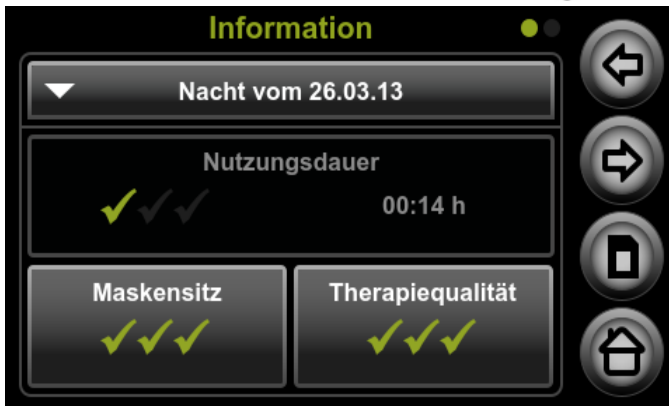 Information
Nacht vom 26.03.13
Nutzungsdauer
00:14 h
Maskensitz
Therapiequalität